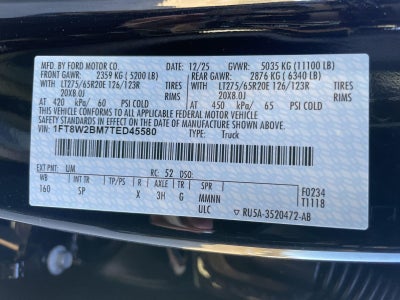 MFD. BY FORD MOTOR CO.
DATE: 12/25 GVWR: 5035 KG (11100 LB)
FRONT GAWR: 2359 KG ( 5200 LB) REAR GAWR: 2876 KG ( 6340 LB)
LT275/65R20E 126/123R TIRES LT275/65R20E 126/123R
20X8.0J RIMS 20X8.0J
AT 420 kPa/ 60 PSI COLD AT 450 kPa/ 65 PSI COLD
THIS VEHICLE CONFORMS TO ALL APPLICABLE FEDERAL MOTOR
VEHICLE SAFETY STANDARDS IN EFFECT ON THE DATE OF MANUFACTURE SHOWN ABOVE.
VIN: 1FT8W2BM7TED45580 TYPE: Truck
EXT PNT: UM RC: 52 DSO:
WB INT TR TP/PS R AXLE TR SPR
160 SP X 3H G MMNN
ULC
F0234
T1118
RU5A-3520472-AB